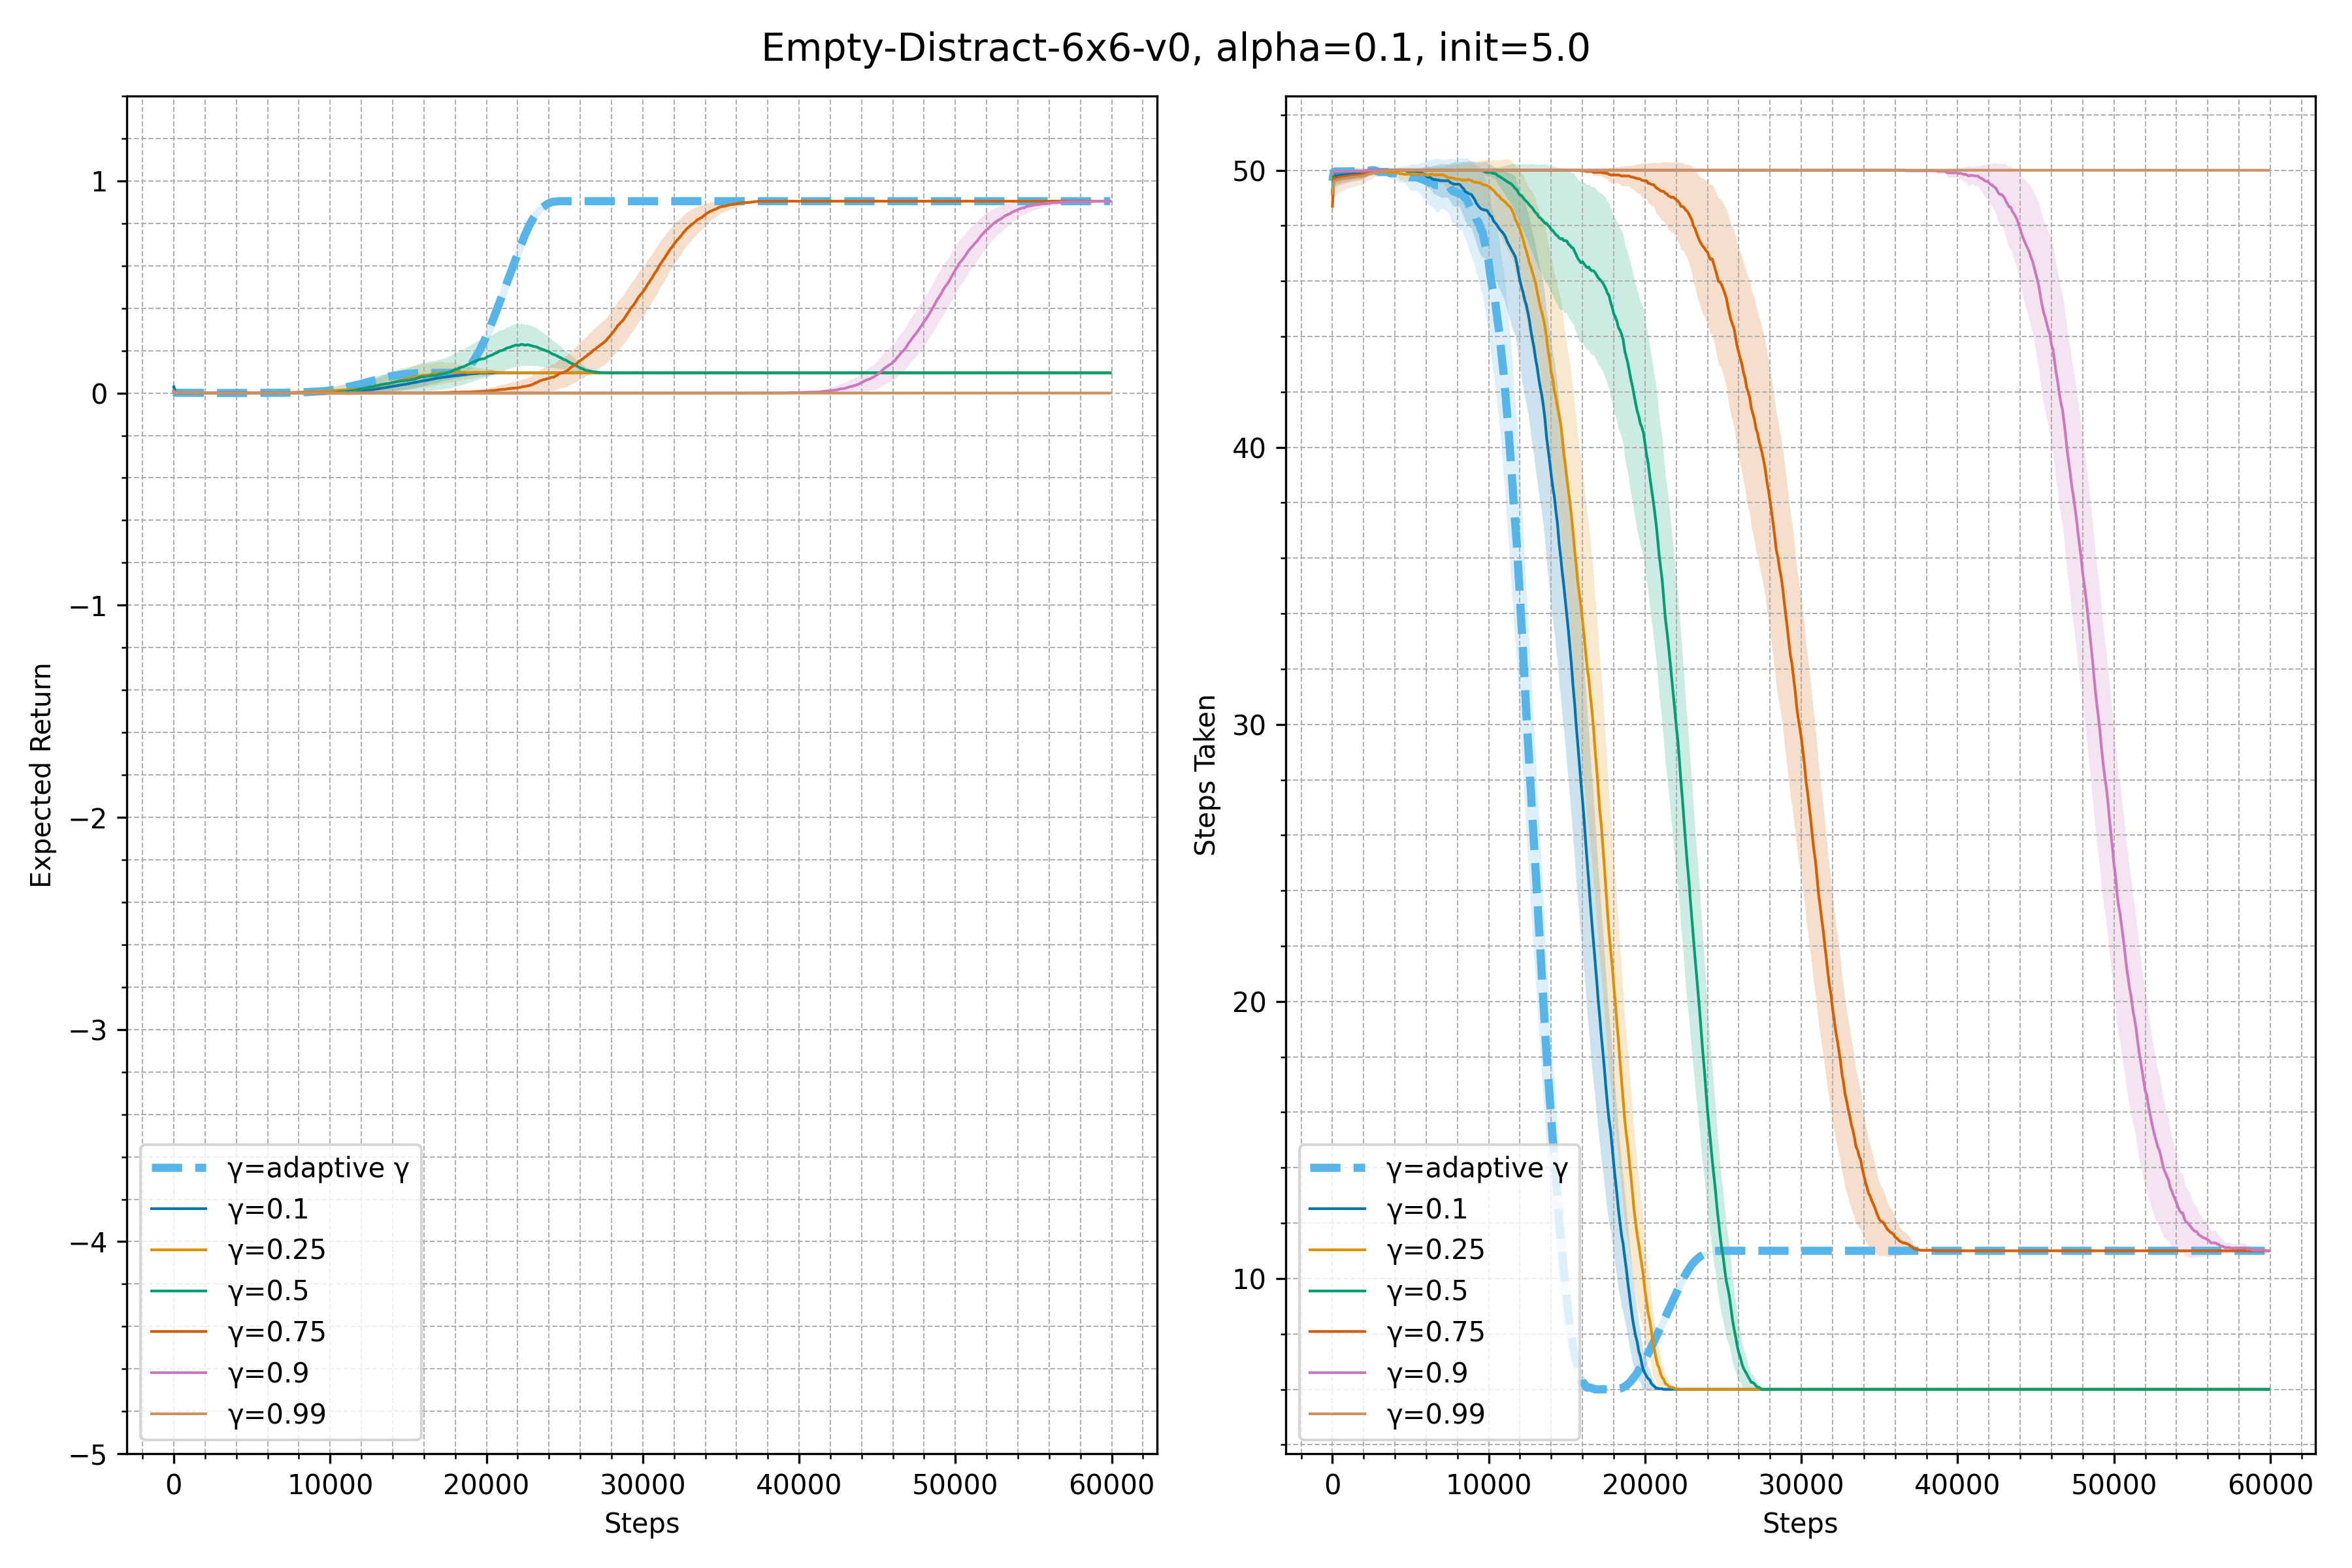 Empty-Distract-6x6-v0, alpha=0.1, init=5.0
Expected Return
1
0
−1
−2
−3
−4
−5
γ=adaptive γ
γ=0.1
γ=0.25
γ=0.5
γ=0.75
γ=0.9
γ=0.99
0 10000 20000 30000 40000 50000 60000
Steps
Steps Taken
50
40
30
20
10
γ=adaptive γ
γ=0.1
γ=0.25
γ=0.5
γ=0.75
γ=0.9
γ=0.99
0 10000 20000 30000 40000 50000 60000
Steps